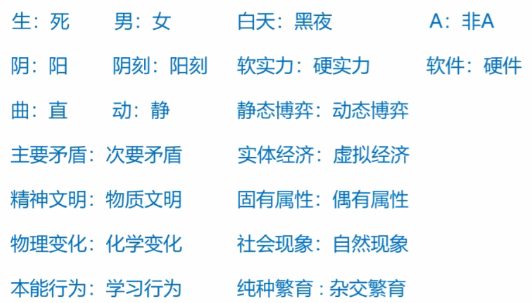 生：死 男：女 白天：黑夜 A：非A
阴：阳 阴刻：阳刻 软实力：硬实力 软件：硬件
曲：直 动：静 静态博弈：动态博弈
主要矛盾：次要矛盾 实体经济：虚拟经济
精神文明：物质文明 固有属性：偶有属性
物理变化：化学变化 社会现象：自然现象
本能行为：学习行为 纯种繁育：杂交繁育